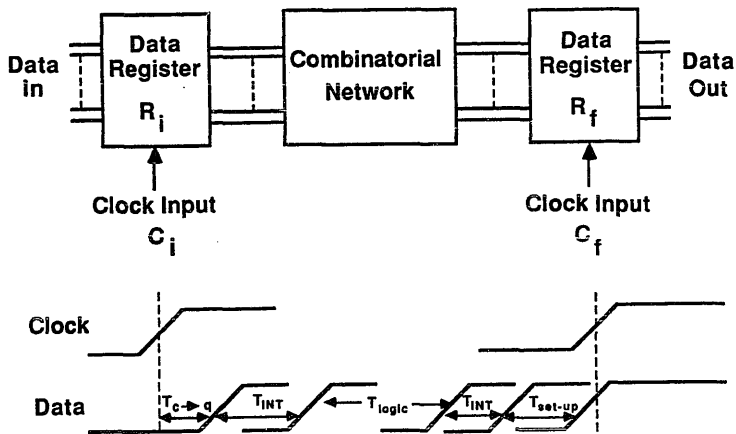 Data
In
Data
Register
R i
Combinatorial
Network
Data
Register
R f
Data
Out
Clock Input
C i
Clock Input
C f
Clock
Data
T c→q
T INT
T logic
T INT
T set-up